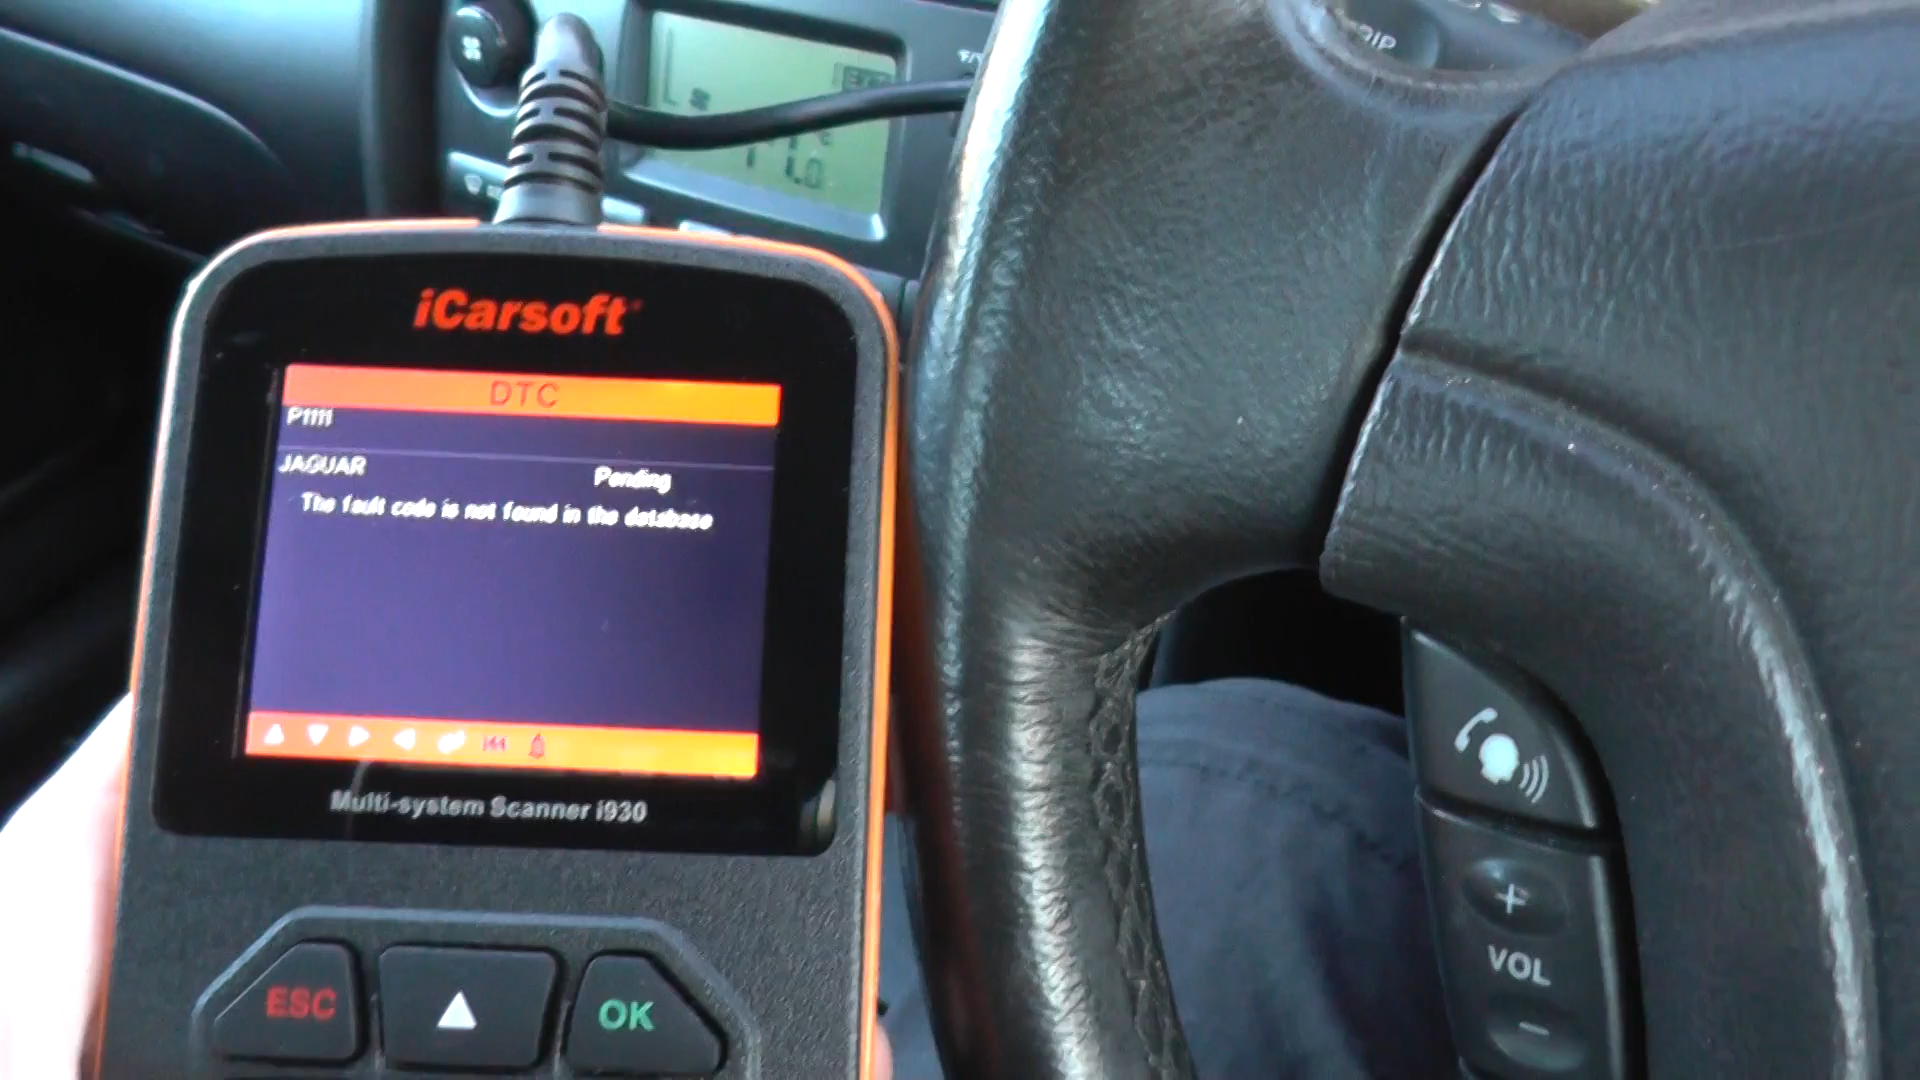 iCarsoft
DTC
P1111
JAGUAR Pending
The fault code is not found in the database
Multi-system Scanner i930
ESC
OK
+
VOL
-